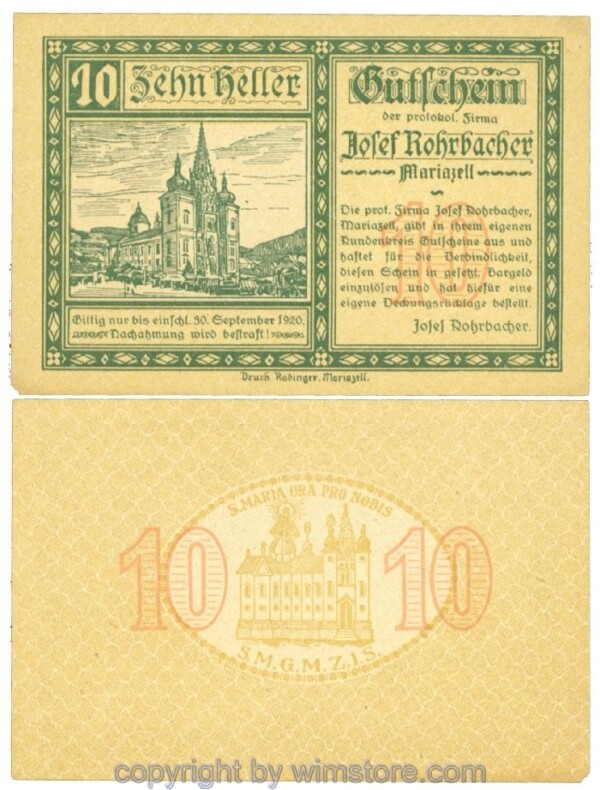 10 Zehn Heller
Giltig nur bis einschl. 30. September 1920.
Nachahmung wird bestraft!
Gutschein
der protokol. Firma
Josef Rohrbacher
Mariazell
Die prot. Firma Josef Rohrbacher,
Mariazell, gibt in ihrem eigenen
Kundenkreis Gutscheine aus und
haftet für die Verbindlichkeit,
diesen Schein in gesetzl. Bargeld
einzulösen und hat hiefür eine
eigene Deckungsrücklage bestellt.
Josef Rohrbacher.
10
Druck Radinger, Mariazell.
S. MARIA ORA PRO NOBIS
10 10
S.M.G.M.Z.I.S.
copyright by wimstore.com